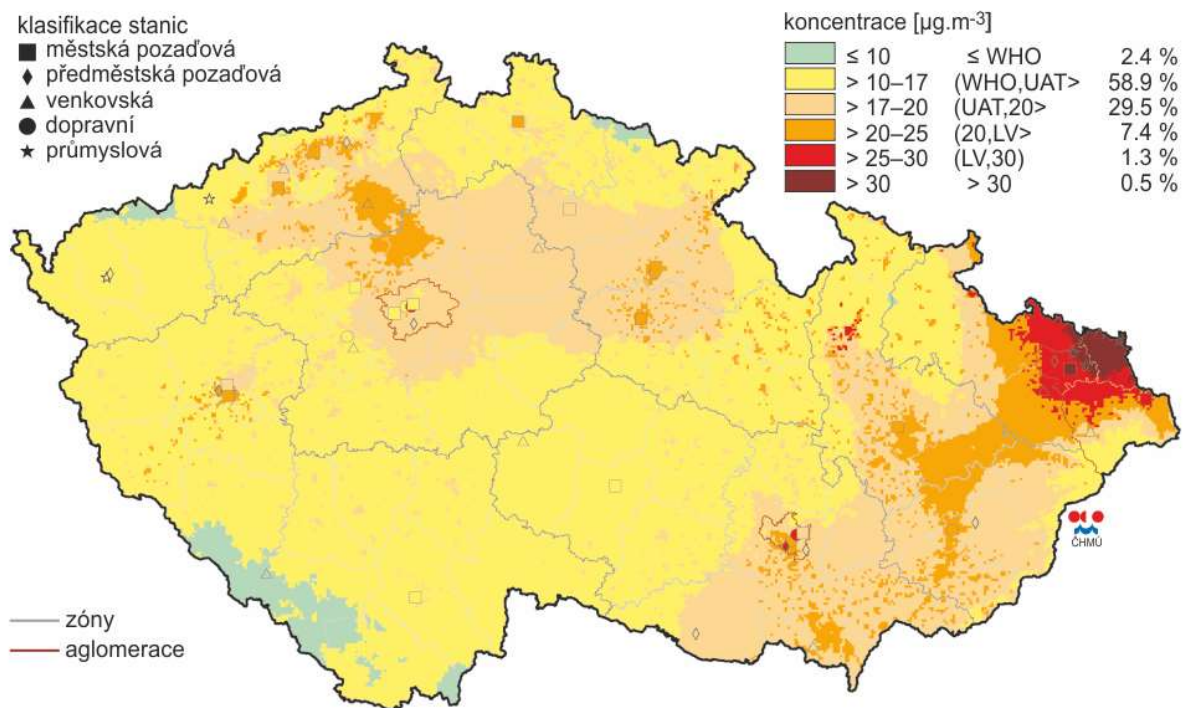 klasifikace stanic
■ městská pozaďová
♦ předměstská pozaďová
▲ venkovská
● dopravní
★ průmyslová
koncentrace [µg.m-3]
≤ 10 ≤ WHO 2.4 %
> 10–17 (WHO,UAT> 58.9 %
> 17–20 (UAT,20> 29.5 %
> 20–25 (20,LV> 7.4 %
> 25–30 (LV,30⟩ 1.3 %
> 30 > 30 0.5 %
ČHMÚ
zóny
aglomerace